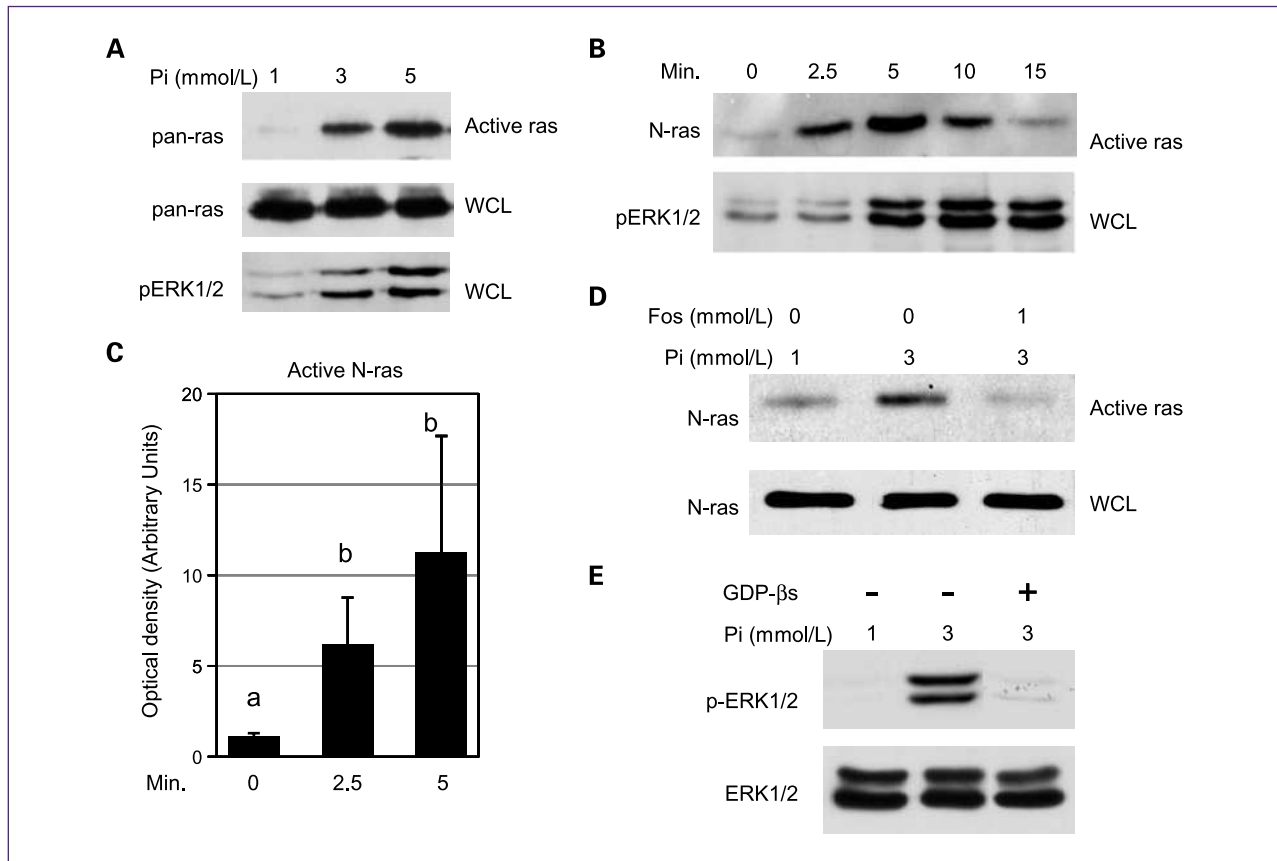 A
Pi (mmol/L) 1 3 5
pan-ras Active ras
pan-ras WCL
pERK1/2 WCL
B
Min. 0 2.5 5 10 15
N-ras Active ras
pERK1/2 WCL
C
Active N-ras
Optical density (Arbitrary Units)
20
15
10
5
0
a
b
b
Min. 0 2.5 5
D
Fos (mmol/L) 0 0 1
Pi (mmol/L) 1 3 3
N-ras Active ras
N-ras WCL
E
GDP-βs - - +
Pi (mmol/L) 1 3 3
p-ERK1/2
ERK1/2